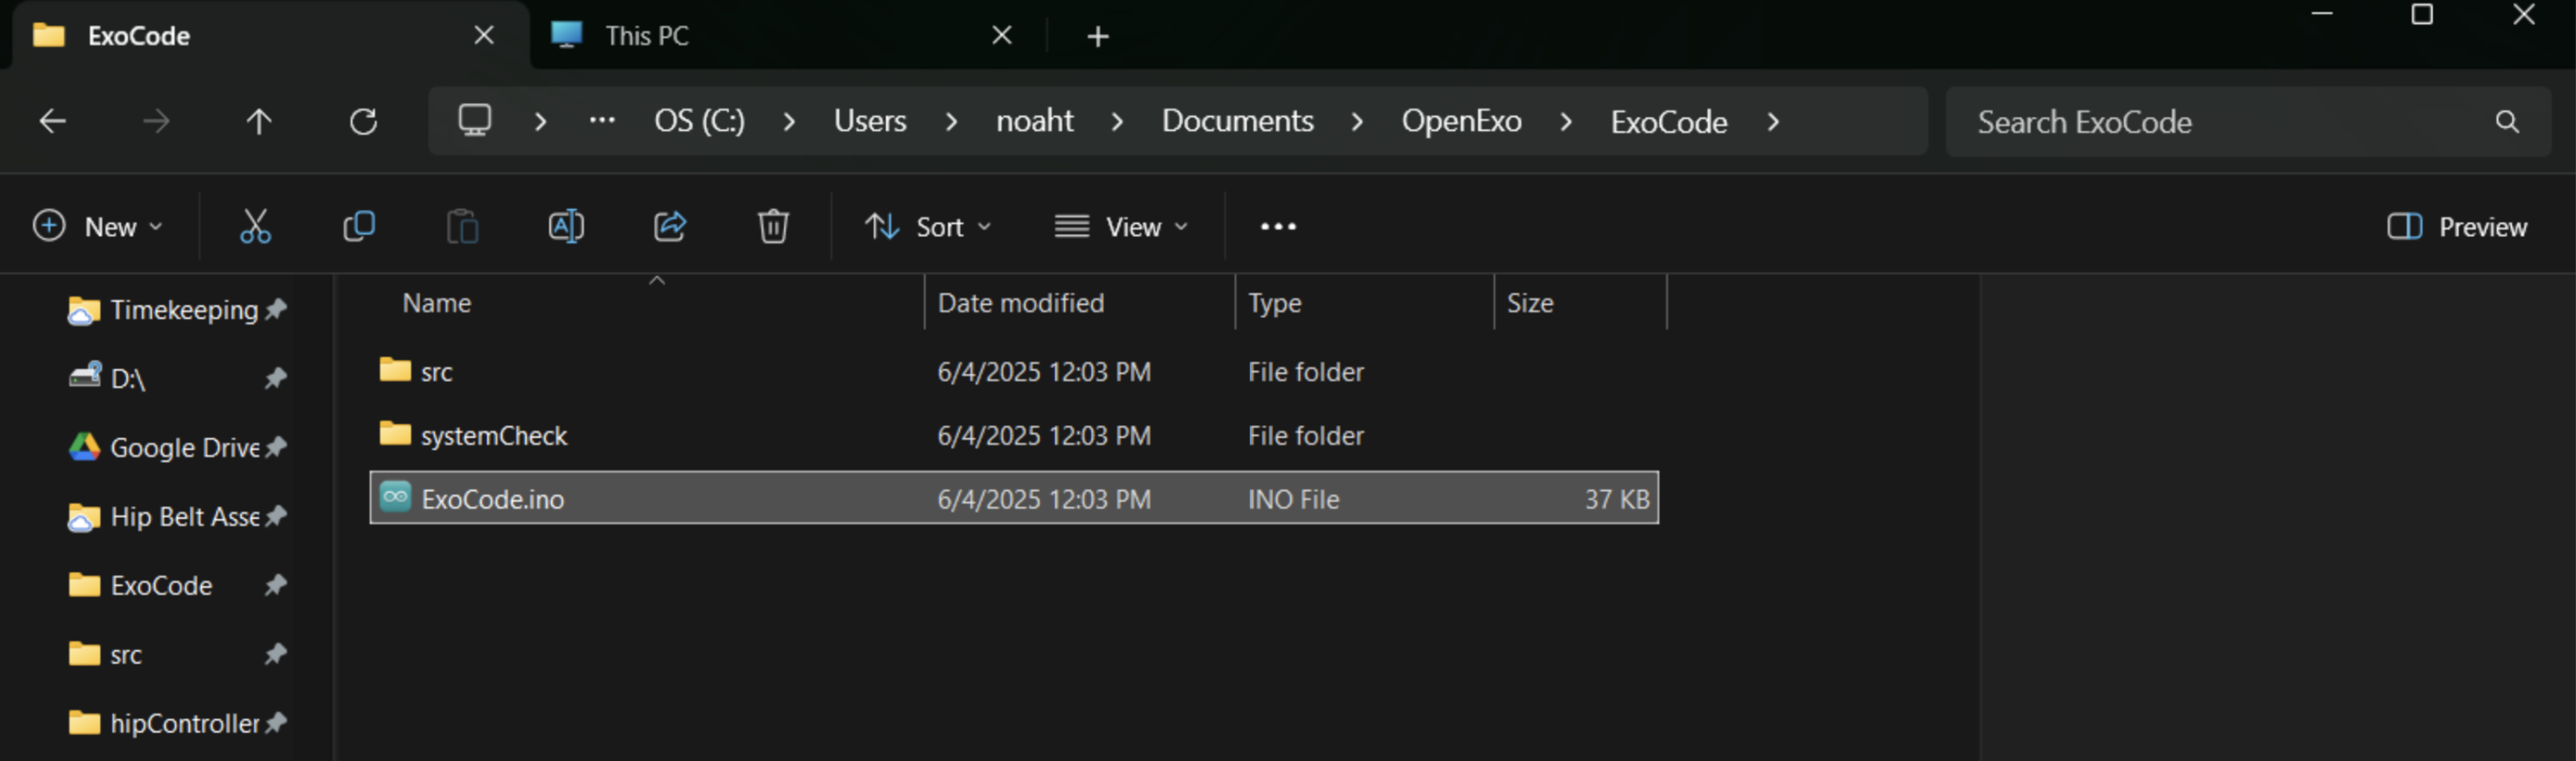 ExoCode
This PC
... OS (C:) > Users > noaht > Documents > OpenExo > ExoCode >
Search ExoCode
New
Sort
View
...
Preview
Timekeeping
D:\
Google Drive
Hip Belt Asse
ExoCode
src
hipController
Name Date modified Type Size
src 6/4/2025 12:03 PM File folder
systemCheck 6/4/2025 12:03 PM File folder
ExoCode.ino 6/4/2025 12:03 PM INO File 37 KB